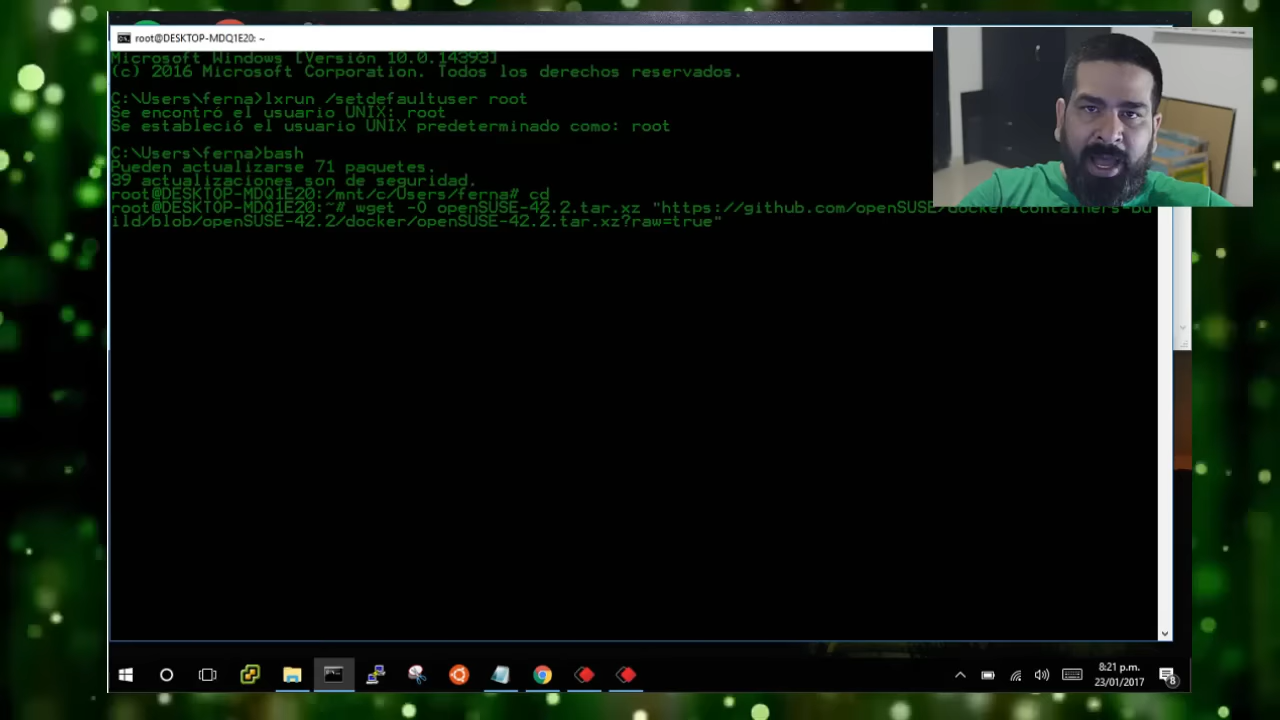 root@DESKTOP-MDQ1E20: ~
Microsoft Windows [Versión 10.0.14393]
(c) 2016 Microsoft Corporation. Todos los derechos reservados.
C:\Users\ferna>lxrun /setdefaultuser root
Se encontró el usuario UNIX: root
Se estableció el usuario UNIX predeterminado como: root
C:\Users\ferna>bash
Pueden actualizarse 71 paquetes.
39 actualizaciones son de seguridad.
root@DESKTOP-MDQ1E20:/mnt/c/Users/ferna# cd
root@DESKTOP-MDQ1E20:~# wget -O openSUSE-42.2.tar.xz "https://github.com/openSUSE/docker-containers-bu
ild/blob/openSUSE-42.2/docker/openSUSE-42.2.tar.xz?raw=true"
8:21 p.m.
23/01/2017
8